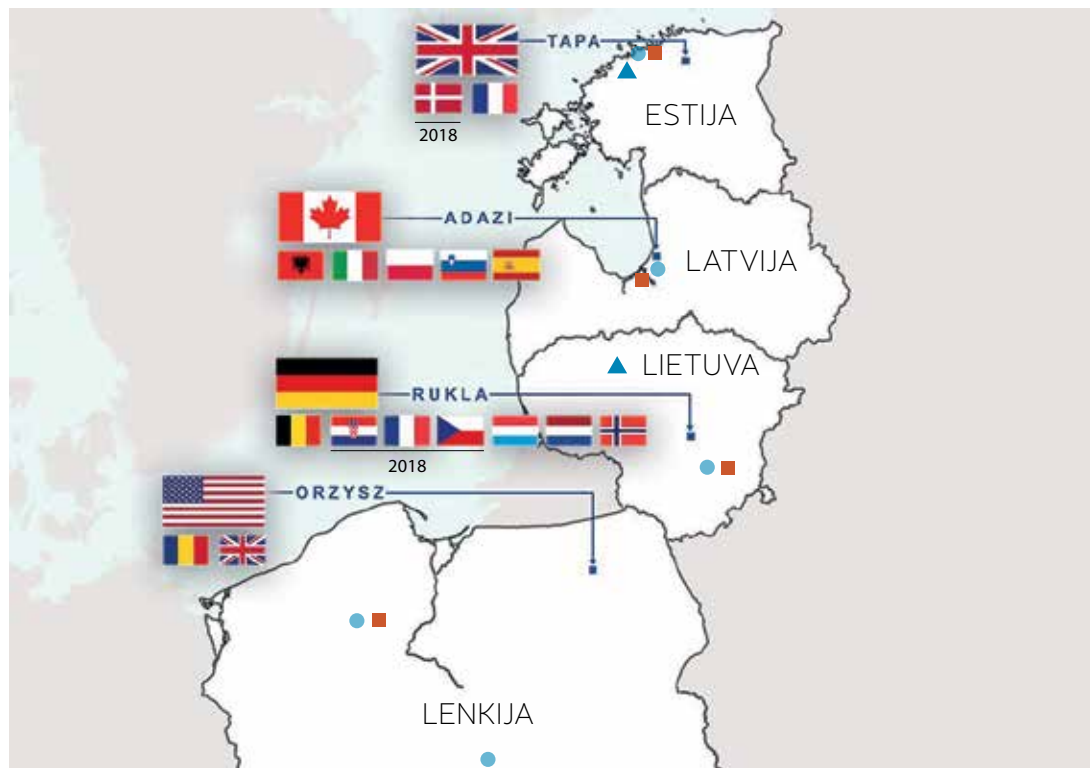 TAPA
ESTIJA
2018
ADAZI
LATVIJA
LIETUVA
RUKLA
2018
ORZYSZ
LENKIJA